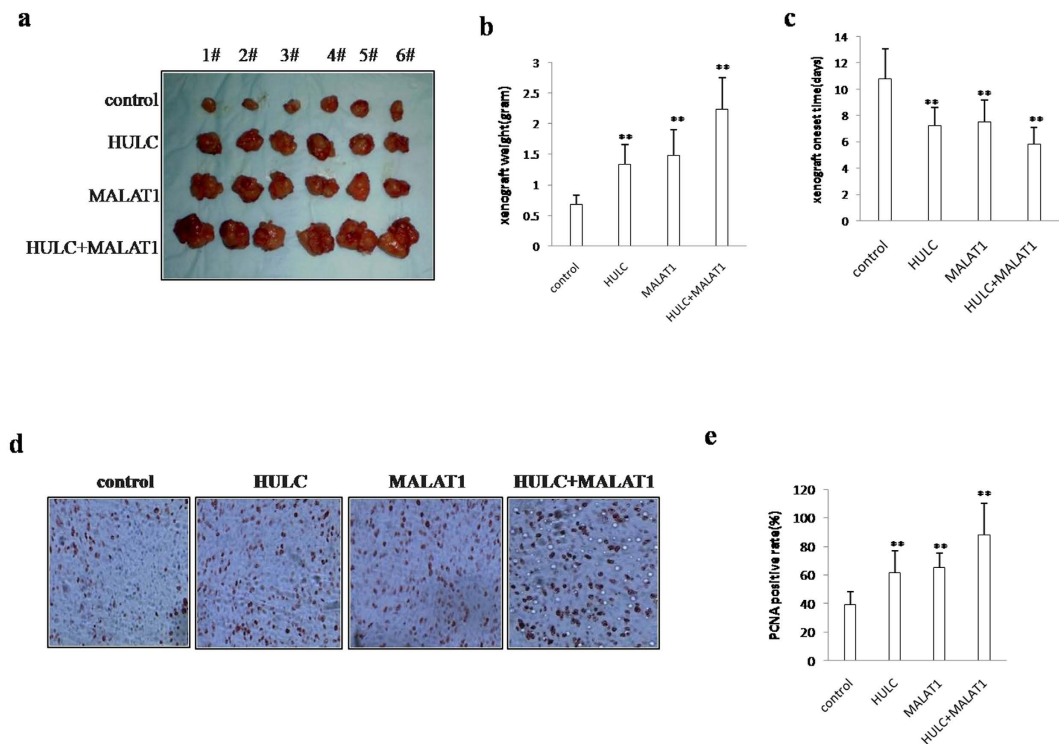 a
1# 2# 3# 4# 5# 6#
control
HULC
MALAT1
HULC+MALAT1
b
xenograft weight(gram)
3
2.5
2
1.5
1
0.5
0
**
**
**
control
HULC
MALAT1
HULC+MALAT1
c
xenograft oneset time(days)
14
12
10
8
6
4
2
0
**
**
**
control
HULC
MALAT1
HULC+MALAT1
d
control
HULC
MALAT1
HULC+MALAT1
e
PCNA positive rate(%)
120
100
80
60
40
20
0
**
**
**
control
HULC
MALAT1
HULC+MALAT1